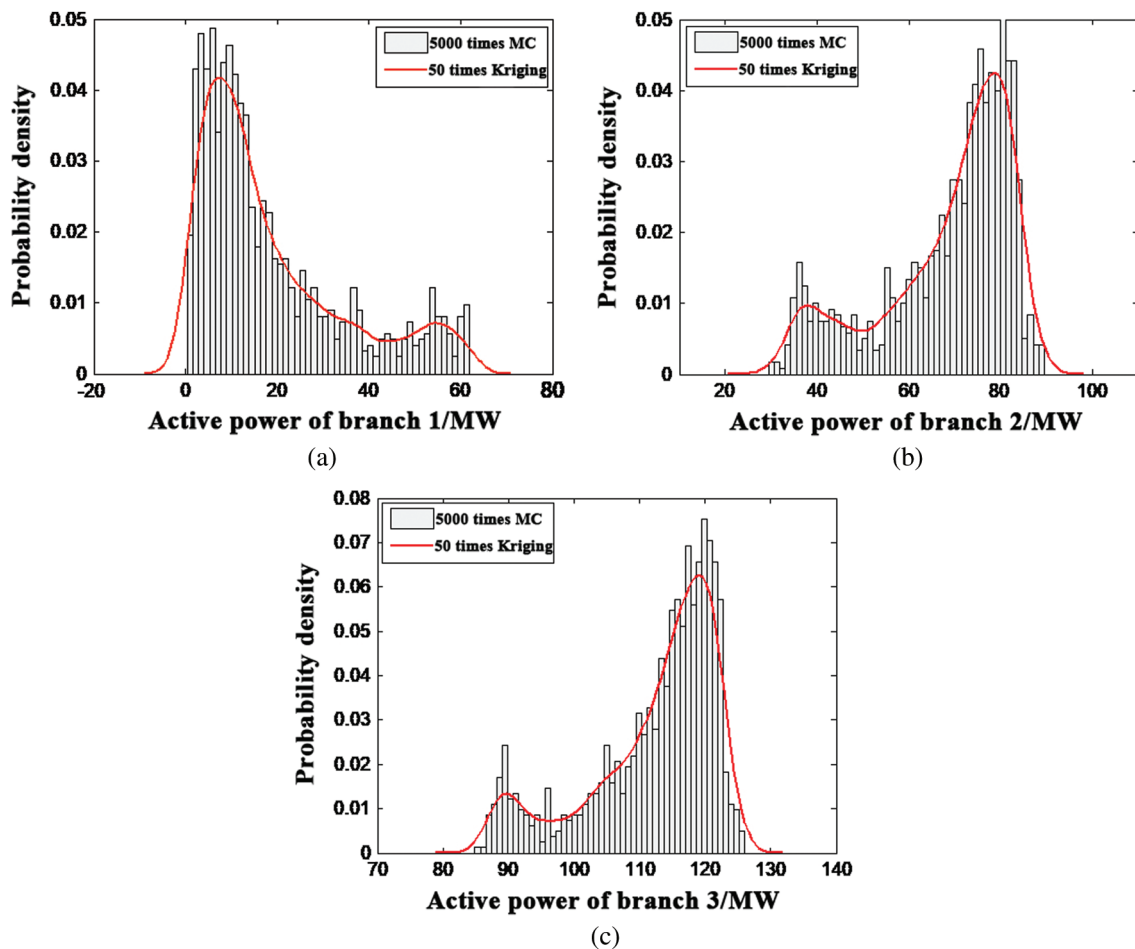 0.05
0.04
0.03
0.02
0.01
0
Probability density
5000 times MC
50 times Kriging
-20
0
20
40
60
80
Active power of branch 1/MW
(a)
0.05
0.04
0.03
0.02
0.01
0
Probability density
5000 times MC
50 times Kriging
20
40
60
80
100
Active power of branch 2/MW
(b)
0.08
0.07
0.06
0.05
0.04
0.03
0.02
0.01
0
Probability density
5000 times MC
50 times Kriging
70
80
90
100
110
120
130
140
Active power of branch 3/MW
(c)